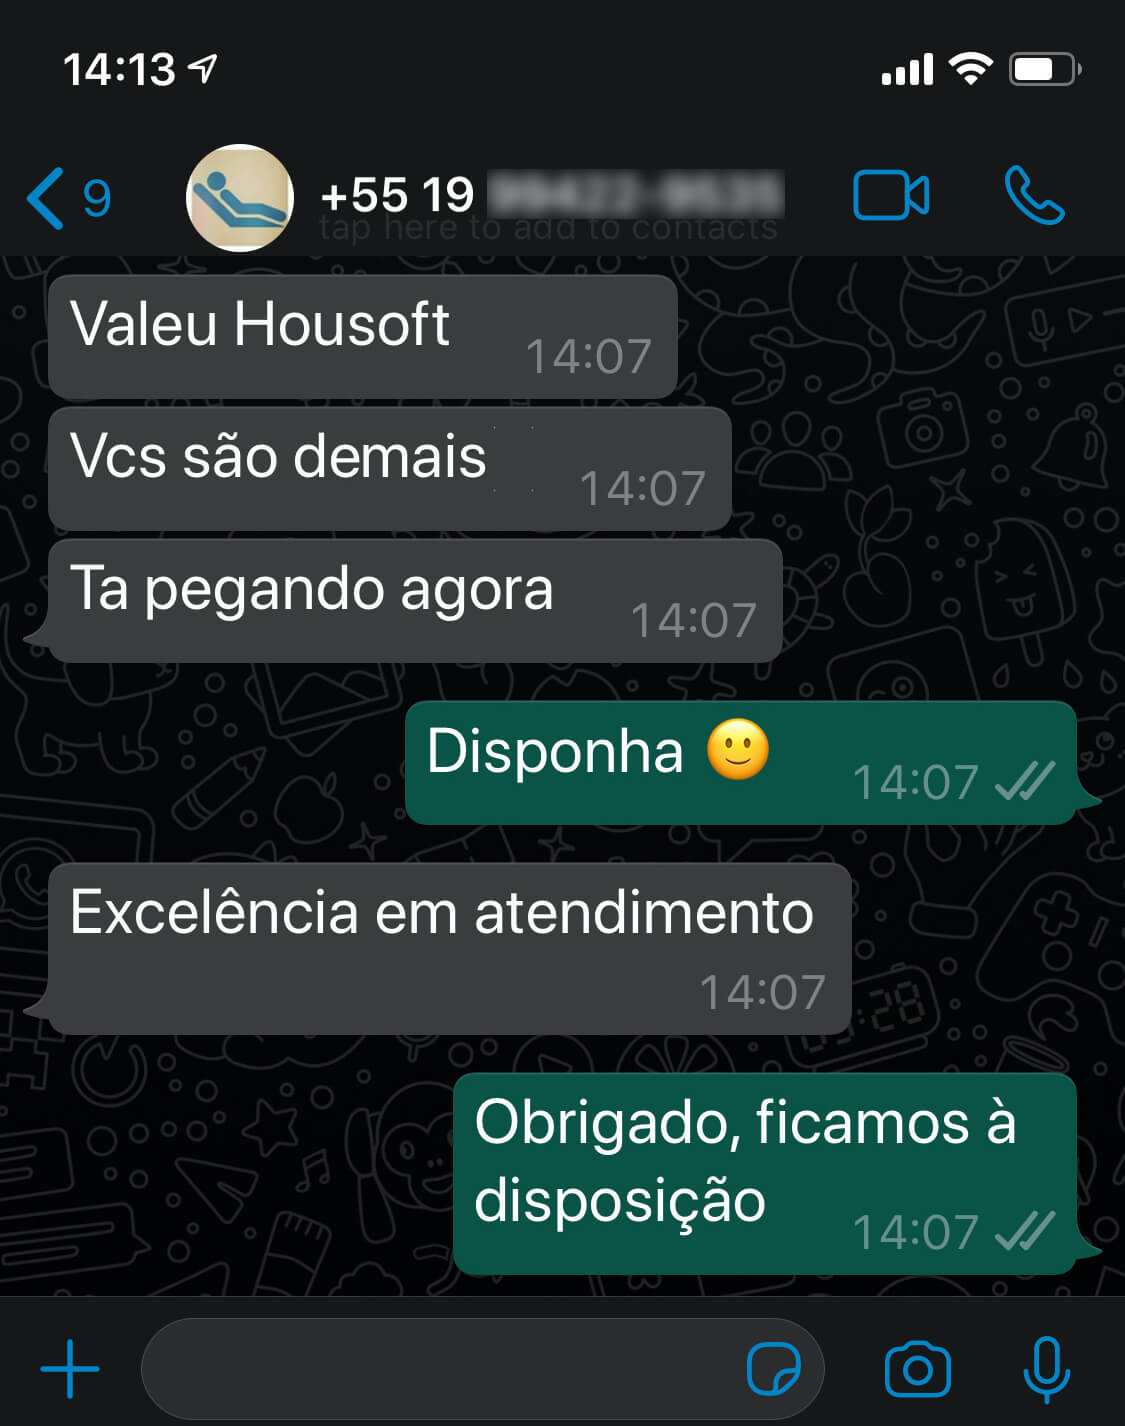 14:13
9
+55 19
tap here to add to contacts
Valeu Housoft
14:07
Vcs são demais
14:07
Ta pegando agora
14:07
Disponha 🙂
14:07
Excelência em atendimento
14:07
Obrigado, ficamos à
disposição
14:07